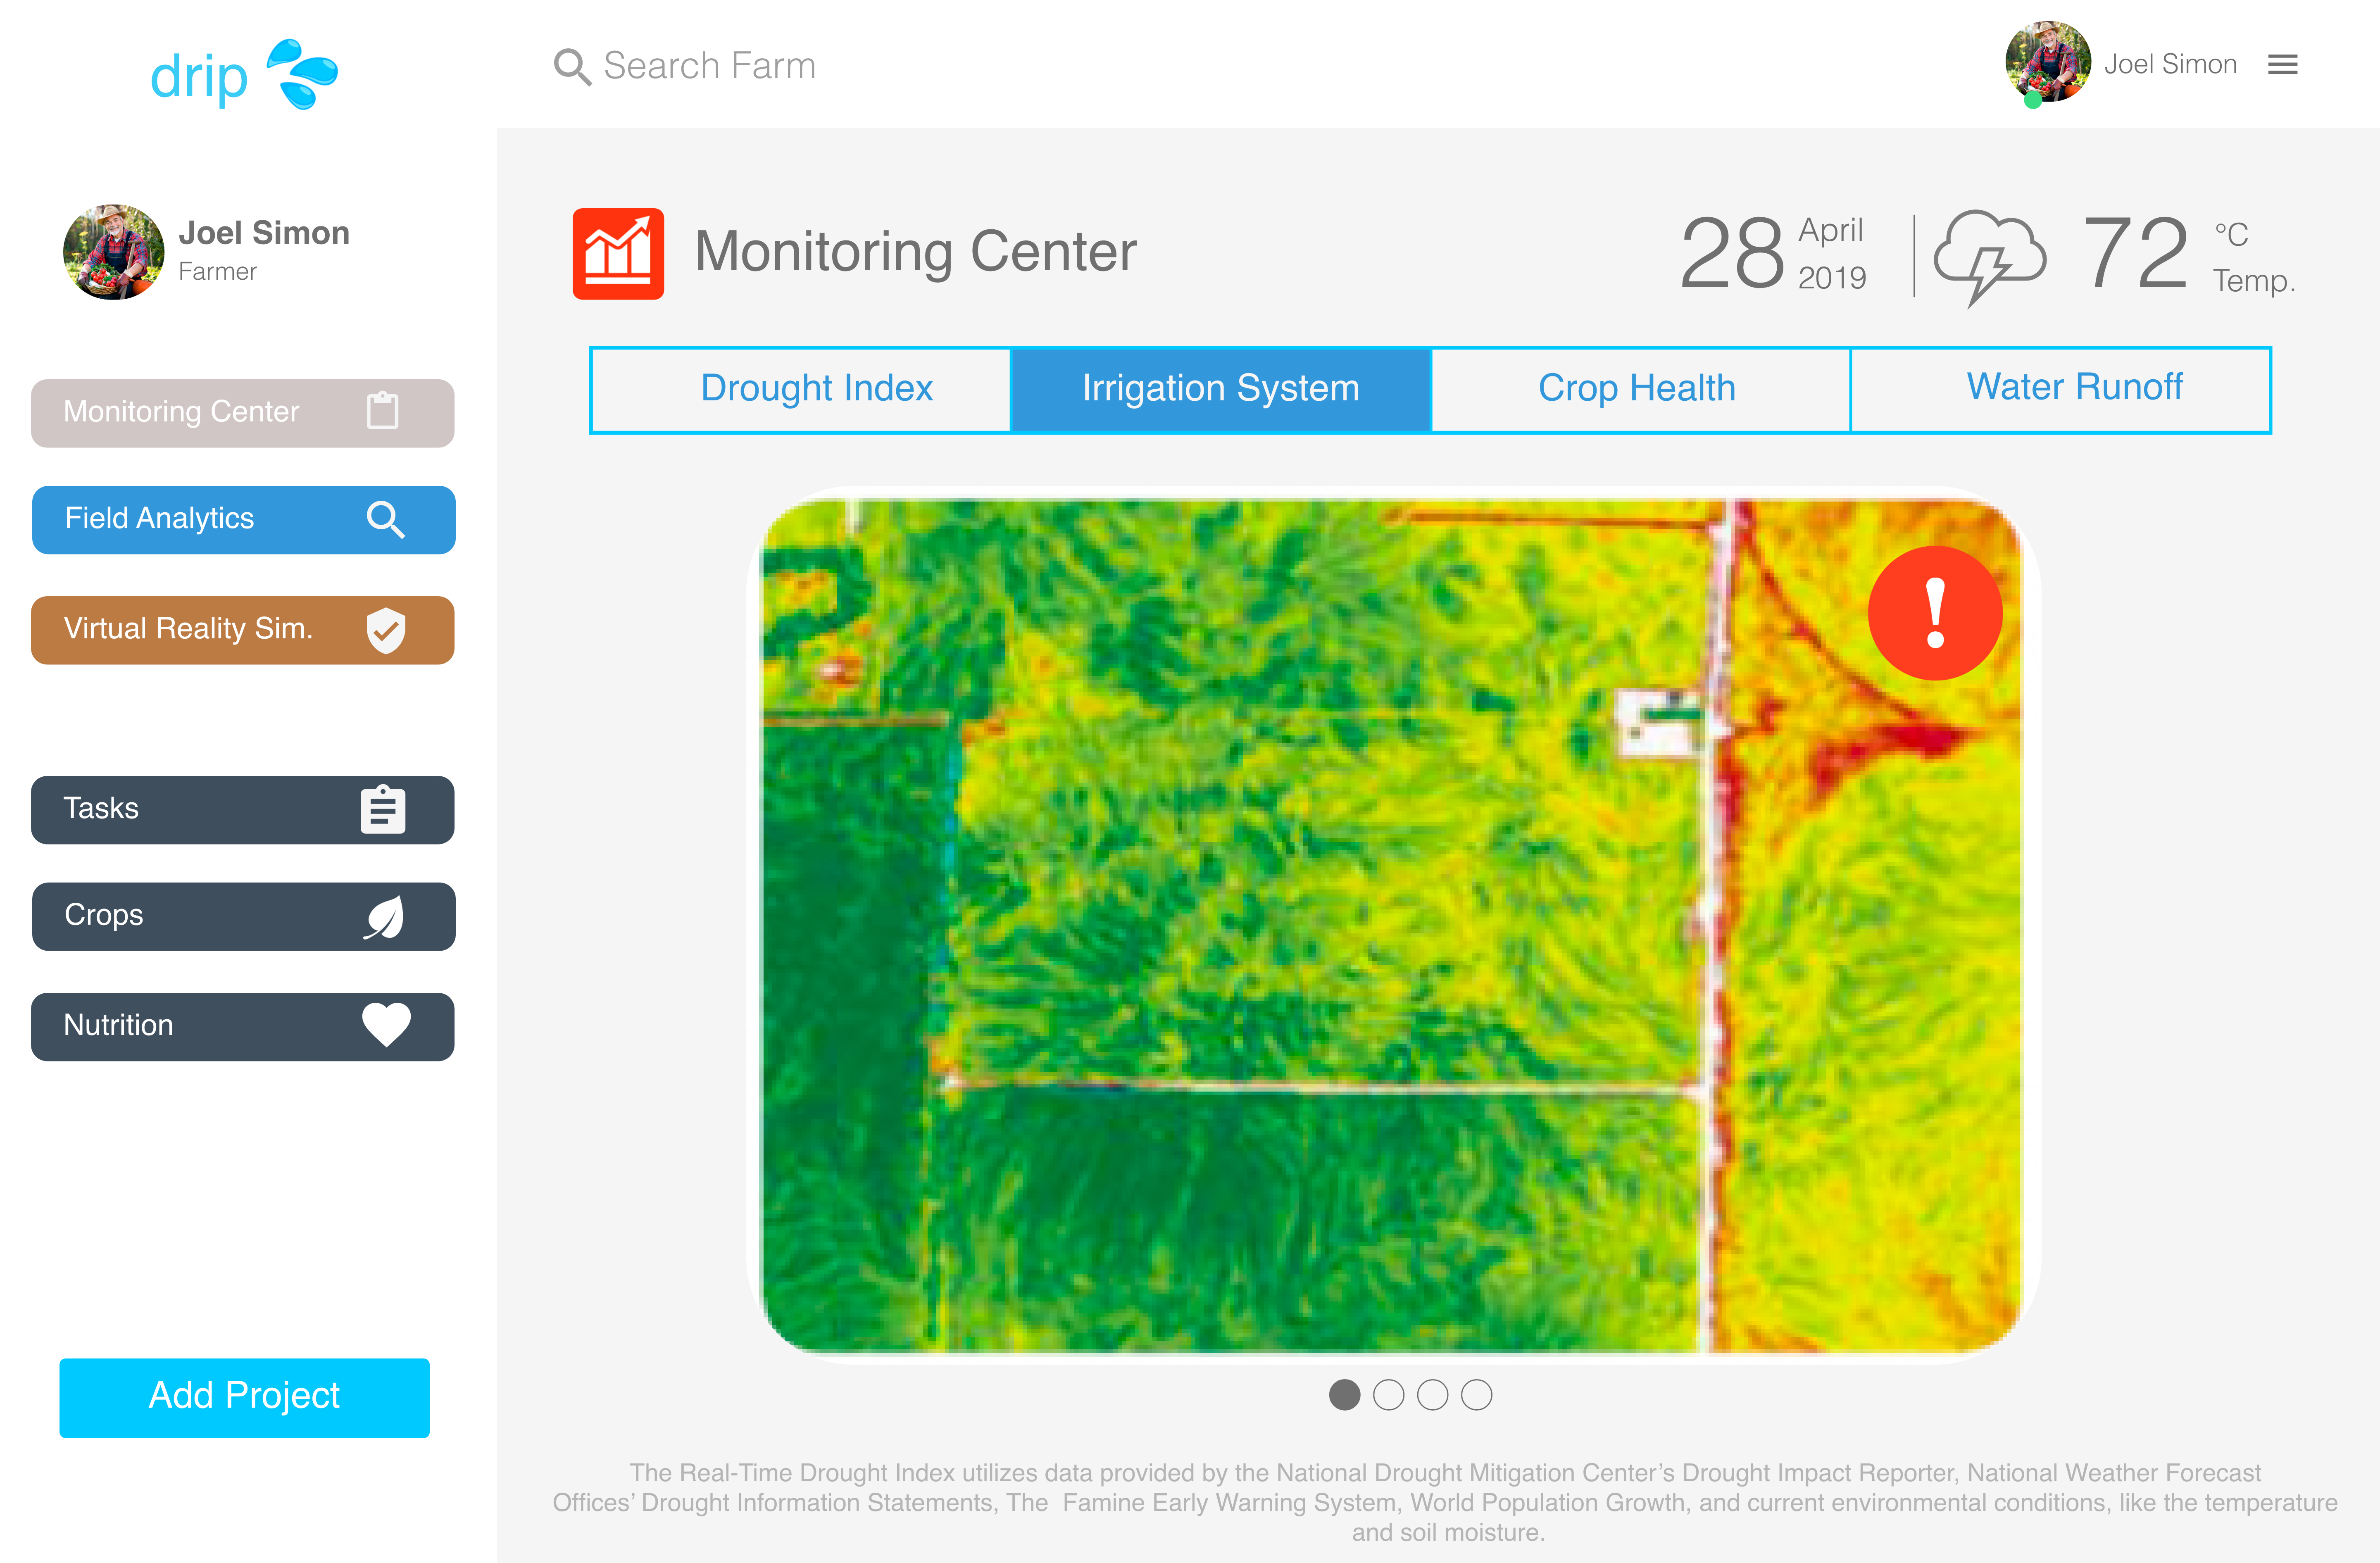 drip
Search Farm
Joel Simon
Joel Simon
Farmer
Monitoring Center
Field Analytics
Virtual Reality Sim.
Tasks
Crops
Nutrition
Add Project
Monitoring Center
28 April 2019
72 °C Temp.
Drought Index
Irrigation System
Crop Health
Water Runoff
!
The Real-Time Drought Index utilizes data provided by the National Drought Mitigation Center’s Drought Impact Reporter, National Weather Forecast
Offices’ Drought Information Statements, The  Famine Early Warning System, World Population Growth, and current environmental conditions, like the temperature
and soil moisture.